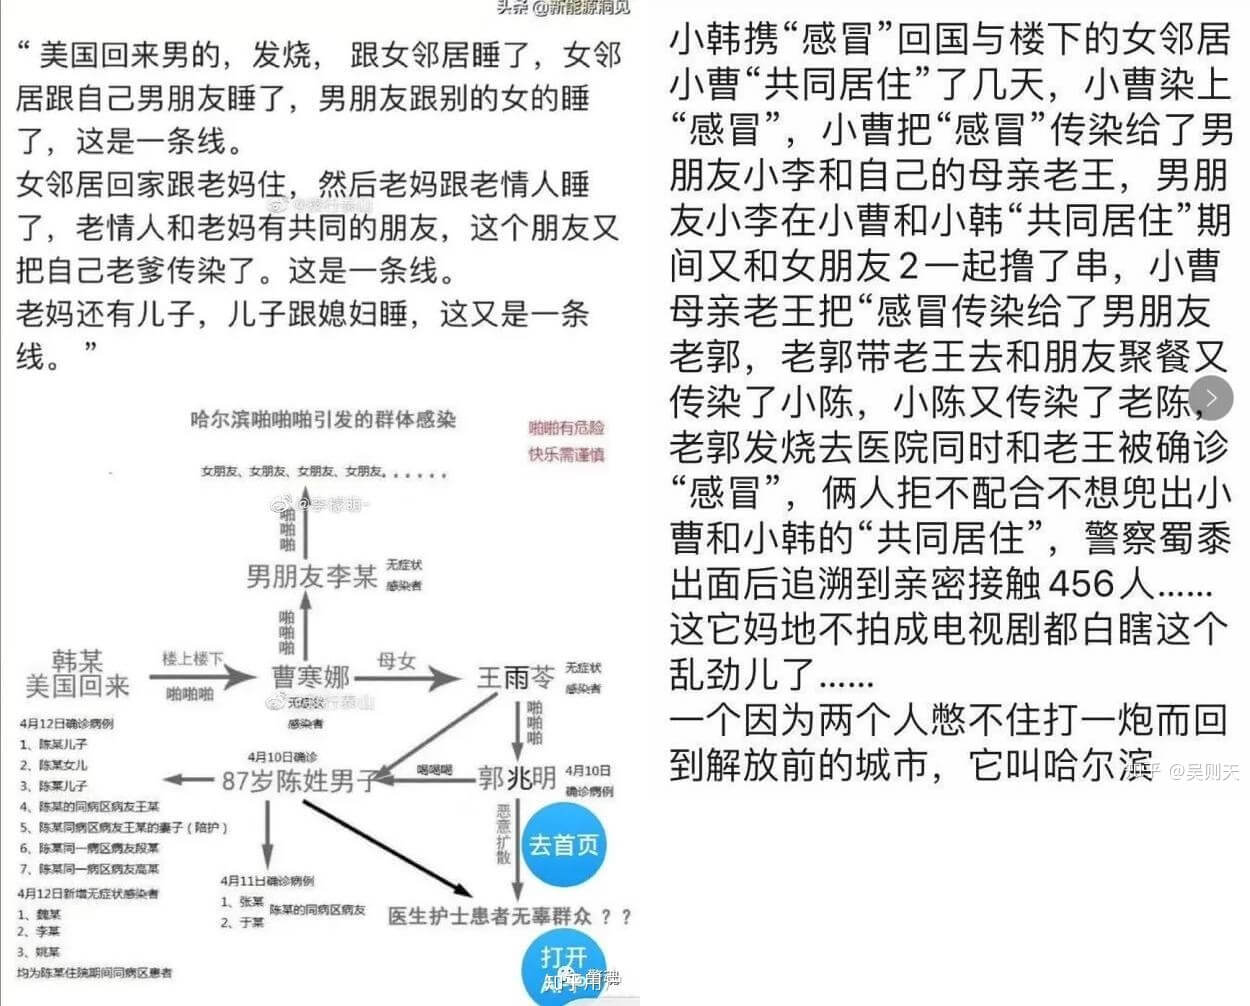 头条 @新能源洞见
“ 美国回来男的，发烧， 跟女邻居睡了，女邻
居跟自己男朋友睡了，男朋友跟别的女的睡
了，这是一条线。
女邻居回家跟老妈住，然后老妈跟老情人睡
了，老情人和老妈有共同的朋友，这个朋友又
把自己老爹传染了。这是一条线。
老妈还有儿子，儿子跟媳妇睡，这又是一条
线。 ”
哈尔滨啪啪啪引发的群体感染
啪啪有危险
快乐需谨慎
女朋友、女朋友、女朋友、女朋友......
啪啪啪
男朋友李某
无症状
感染者
啪啪啪
韩某
美国回来
楼上楼下
啪啪啪
曹寒娜
无症状
感染者
母女
王雨苓
无症状
感染者
啪啪啪
4月12日确诊病例
1、陈某儿子
2、陈某女儿
3、陈某儿子
4、陈某的同病区病友王某
5、陈某同病区病友王某的妻子（陪护）
6、陈某同一病区病友段某
7、陈某同一病区病友高某
4月12日新增无症状感染者
1、魏某
2、李某
3、姚某
均为陈某住院期间同病区患者
4月10日确诊
87岁陈姓男子
喝喝喝
郭兆明
4月10日
确诊病例
恶意扩散
去首页
4月11日确诊病例
1、张某
2、于某
陈某的同病区病友
医生护士患者无辜群众 ？？
打开
小韩携“感冒”回国与楼下的女邻居
小曹“共同居住”了几天，小曹染上
“感冒”，小曹把“感冒”传染给了男
朋友小李和自己的母亲老王，男朋
友小李在小曹和小韩“共同居住”期
间又和女朋友2一起撸了串，小曹
母亲老王把“感冒传染给了男朋友
老郭，老郭带老王去和朋友聚餐又
传染了小陈，小陈又传染了老陈，
老郭发烧去医院同时和老王被确诊
“感冒”，俩人拒不配合不想兜出小
曹和小韩的“共同居住”，警察蜀黍
出面后追溯到亲密接触456人……
这它妈地不拍成电视剧都白瞎这个
乱劲儿了……
一个因为两个人憋不住打一炮而回
到解放前的城市，它叫哈尔滨
知乎 @吴则天